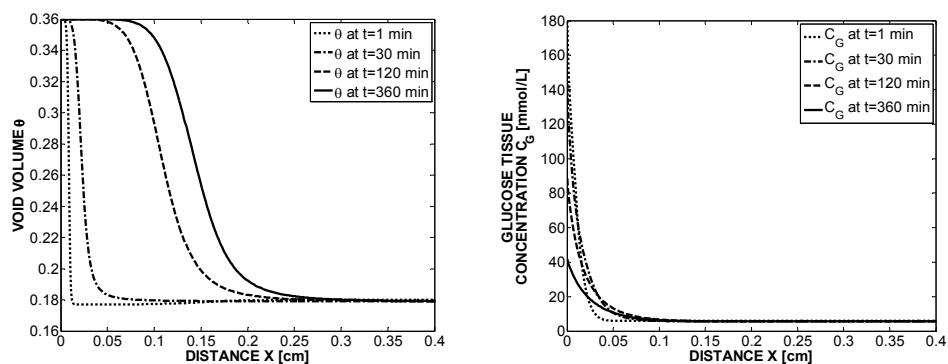 0.36
0.34
0.32
0.3
0.28
0.26
0.24
0.22
0.2
0.18
0.16
VOID VOLUME θ
0 0.05 0.1 0.15 0.2 0.25 0.3 0.35 0.4
DISTANCE X [cm]
θ at t=1 min
θ at t=30 min
θ at t=120 min
θ at t=360 min
180
160
140
120
100
80
60
40
20
0
GLUCOSE TISSUE
CONCENTRATION C_G [mmol/L]
0 0.05 0.1 0.15 0.2 0.25 0.3 0.35 0.4
DISTANCE X [cm]
C_G at t=1 min
C_G at t=30 min
C_G at t=120 min
C_G at t=360 min